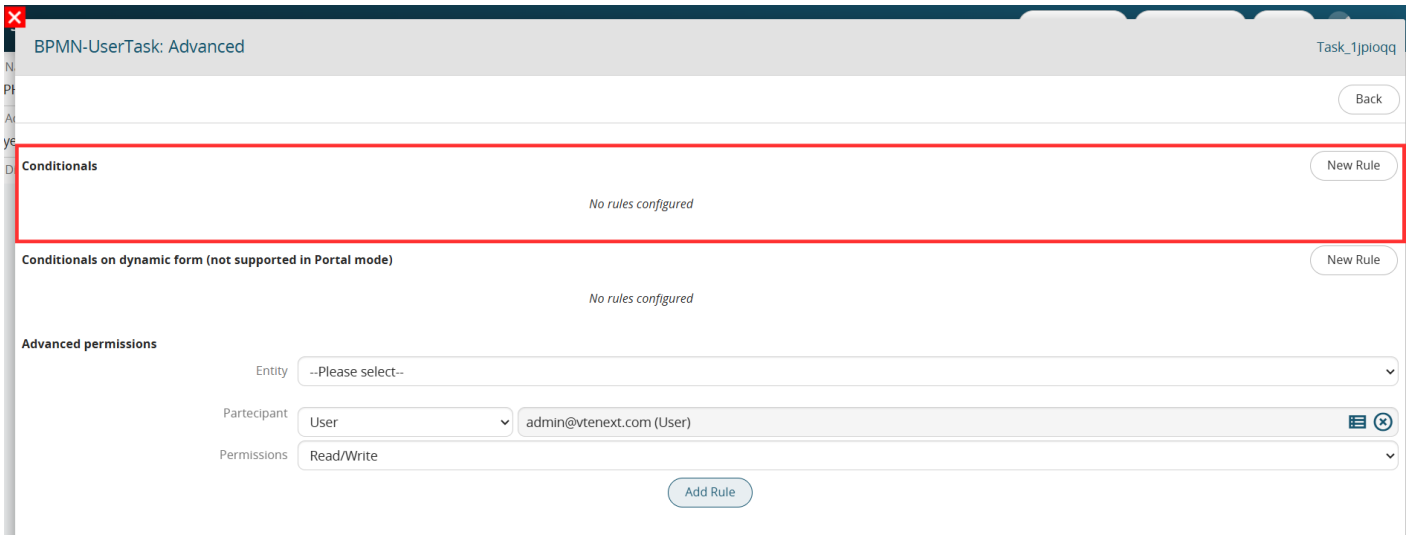 BPMN-UserTask: Advanced
Task_1jpioqq
Back
Conditionals
New Rule
No rules configured
Conditionals on dynamic form (not supported in Portal mode)
New Rule
No rules configured
Advanced permissions
Entity --Please select--
Partecipant User admin@vtenext.com (User)
Permissions Read/Write
Add Rule